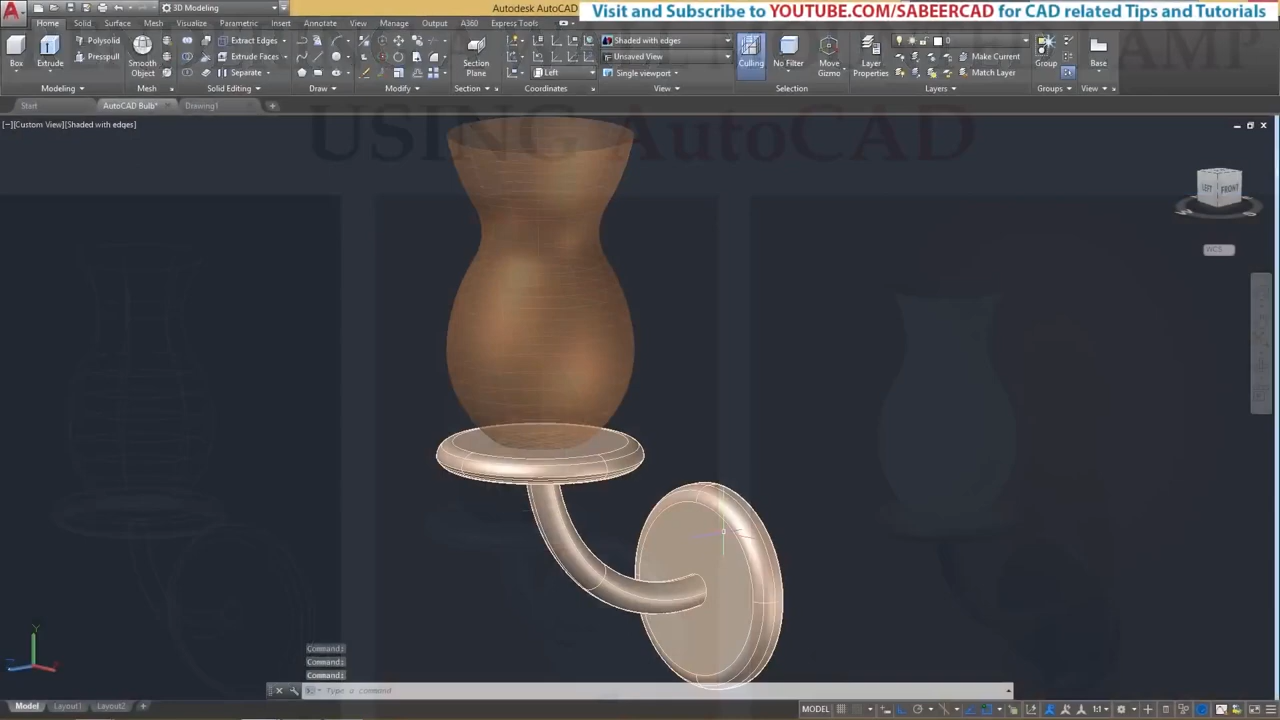 3D Modeling
Autodesk AutoCAD
Visit and Subscribe to YOUTUBE.COM/SABEERCAD for CAD related Tips and Tutorials
Home Solid Surface Mesh Visualize Parametric Insert Annotate View Manage Output A360 Express Tools
Box
Extrude
Polysolid
Presspull
Smooth
Object
Extract Edges
Extrude Faces
Separate
Section
Plane
Left
Shaded with edges
Unsaved View
Single viewport
Culling
No Filter
Move
Gizmo
Layer
Properties
0
Make Current
Match Layer
Group
Base
Modeling Mesh Solid Editing Draw Modify Section Coordinates View Selection Layers Groups View
Start AutoCAD Bulb* Drawing1
USING AutoCAD
[−][Custom View][Shaded with edges]
LEFT FRONT
WCS
Y
Command:
Command:
Command:
Type a command
Model Layout1 Layout2
MODEL
1:1